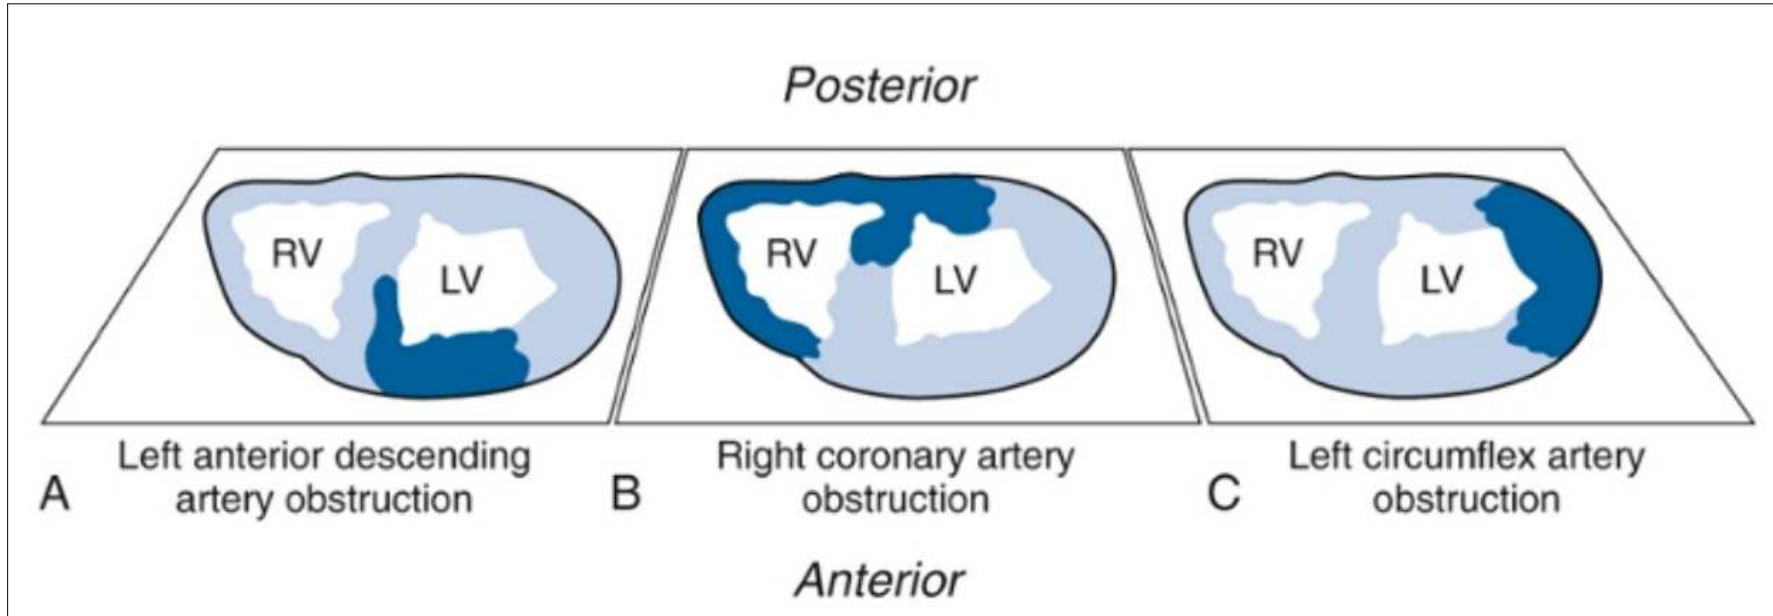 Posterior
RV
LV
RV
LV
RV
LV
Left anterior descending
artery obstruction
A
Right coronary artery
obstruction
B
Left circumflex artery
obstruction
C
Anterior